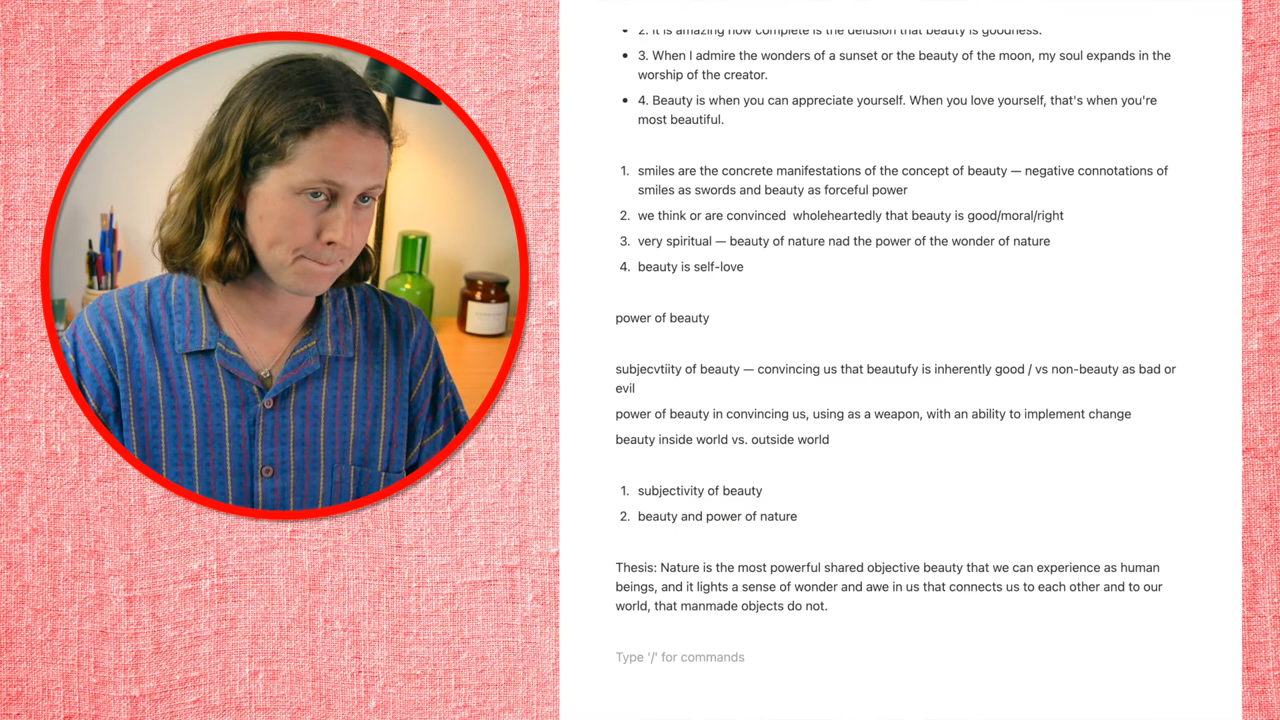 • 2. It is amazing how complete is the delusion that beauty is goodness.
• 3. When I admire the wonders of a sunset or the beauty of the moon, my soul expands in the
worship of the creator.
• 4. Beauty is when you can appreciate yourself. When you love yourself, that's when you're
most beautiful.
1. smiles are the concrete manifestations of the concept of beauty — negative connotations of
smiles as swords and beauty as forceful power
2. we think or are convinced  wholeheartedly that beauty is good/moral/right
3. very spiritual — beauty of nature nad the power of the wonder of nature
4. beauty is self-love
power of beauty
subjecvtiity of beauty — convincing us that beautufy is inherently good / vs non-beauty as bad or
evil
power of beauty in convincing us, using as a weapon, with an ability to implement change
beauty inside world vs. outside world
1. subjectivity of beauty
2. beauty and power of nature
Thesis: Nature is the most powerful shared objective beauty that we can experience as human
beings, and it lights a sense of wonder and awe in us that connects us to each other and to our
world, that manmade objects do not.
Type '/' for commands